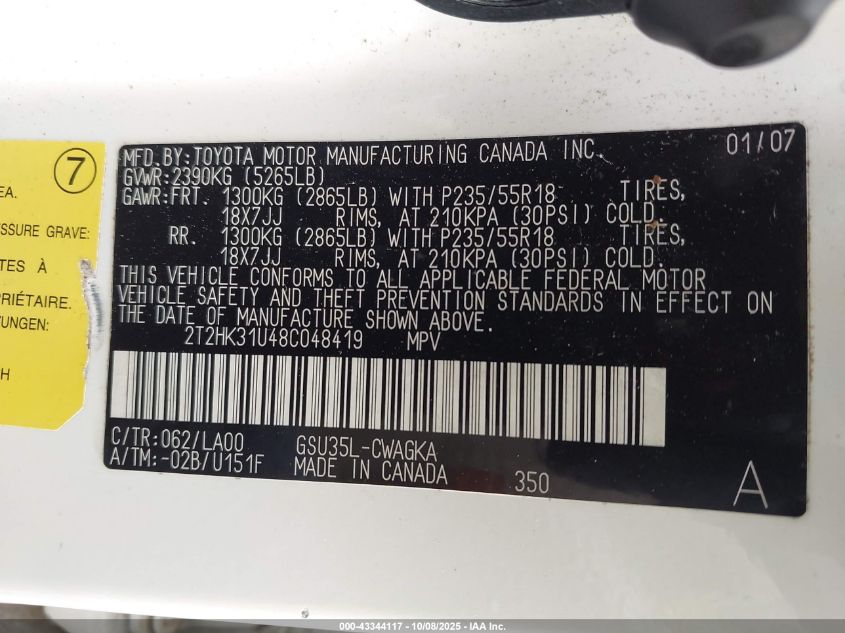 7
EA.
ESSURE GRAVE:
TES À
PRIÉTAIRE.
VUNGEN:
CH
MFD.BY:TOYOTA MOTOR MANUFACTURING CANADA INC. 01/07
GVWR:2390KG (5265LB)
GAWR:FRT. 1300KG (2865LB) WITH P235/55R18 TIRES,
18X7JJ RIMS, AT 210KPA (30PSI) COLD.
RR. 1300KG (2865LB) WITH P235/55R18 TIRES,
18X7JJ RIMS, AT 210KPA (30PSI) COLD.
THIS VEHICLE CONFORMS TO ALL APPLICABLE FEDERAL MOTOR
VEHICLE SAFETY AND THEFT PREVENTION STANDARDS IN EFFECT ON
THE DATE OF MANUFACTURE SHOWN ABOVE.
2T2HK31U48C048419 MPV
C/TR:062/LA00 GSU35L-CWAGKA
A/TM:-02B/U151F MADE IN CANADA 350 A
000-43344117 - 10/08/2025 - IAA Inc.